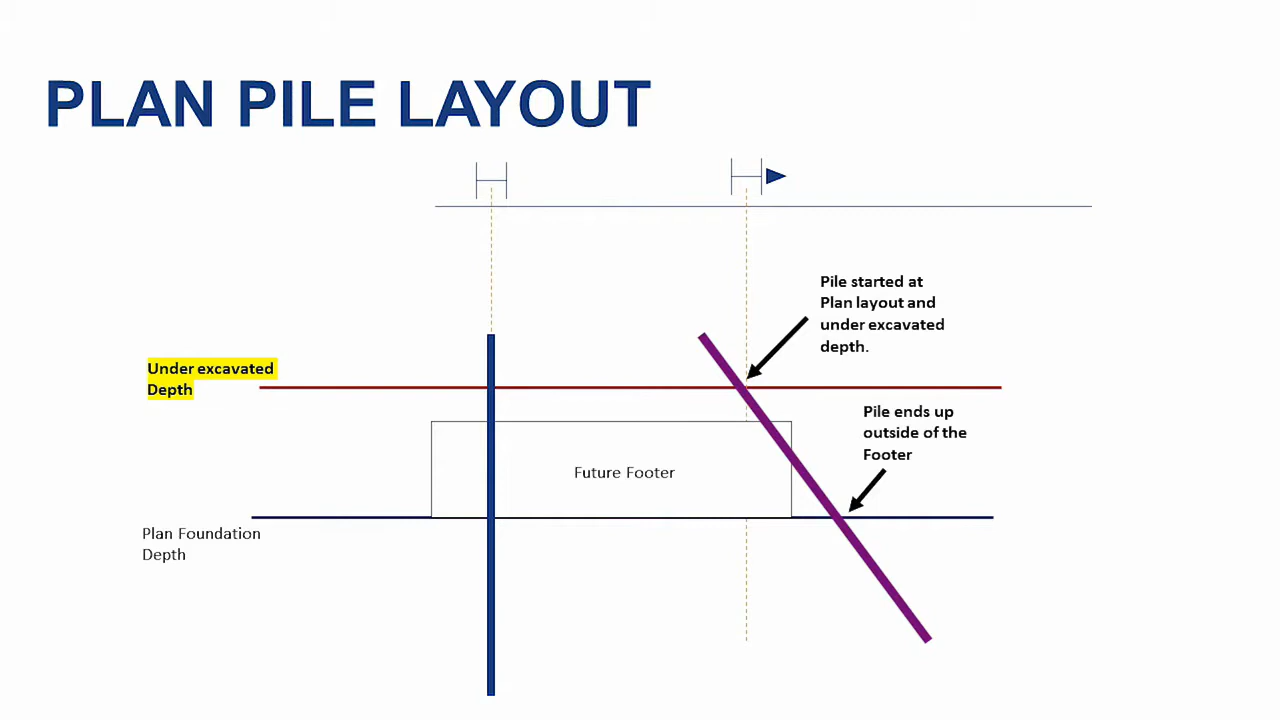 PLAN PILE LAYOUT
Pile started at
Plan layout and
under excavated
depth.
Under excavated
Depth
Pile ends up
outside of the
Footer
Future Footer
Plan Foundation
Depth